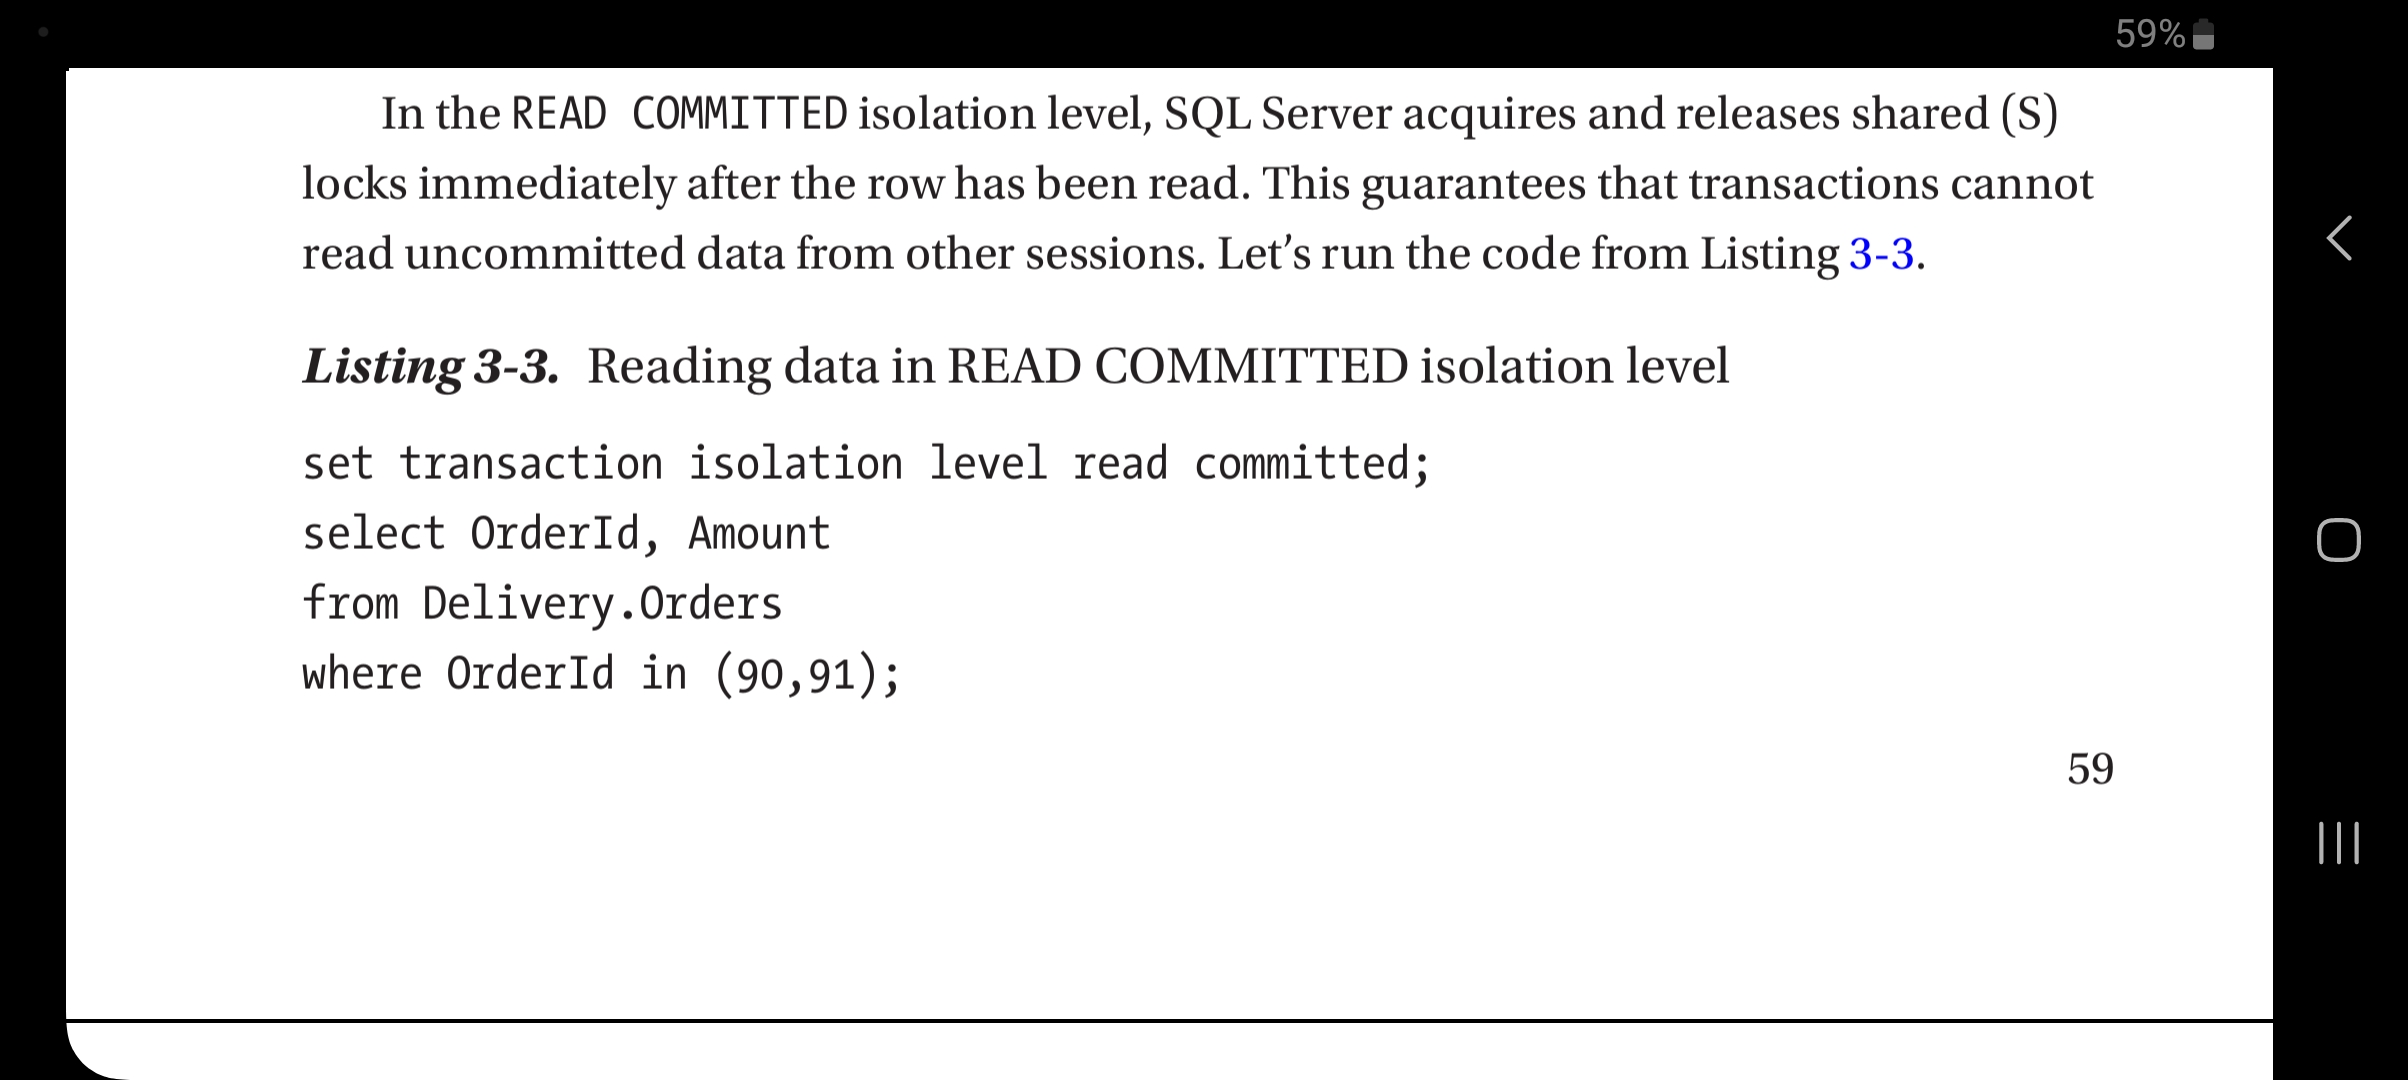 59%
In the READ COMMITTED isolation level, SQL Server acquires and releases shared (S)
locks immediately after the row has been read. This guarantees that transactions cannot
read uncommitted data from other sessions. Let’s run the code from Listing 3-3.
Listing 3-3. Reading data in READ COMMITTED isolation level
set transaction isolation level read committed;
select OrderId, Amount
from Delivery.Orders
where OrderId in (90,91);
59